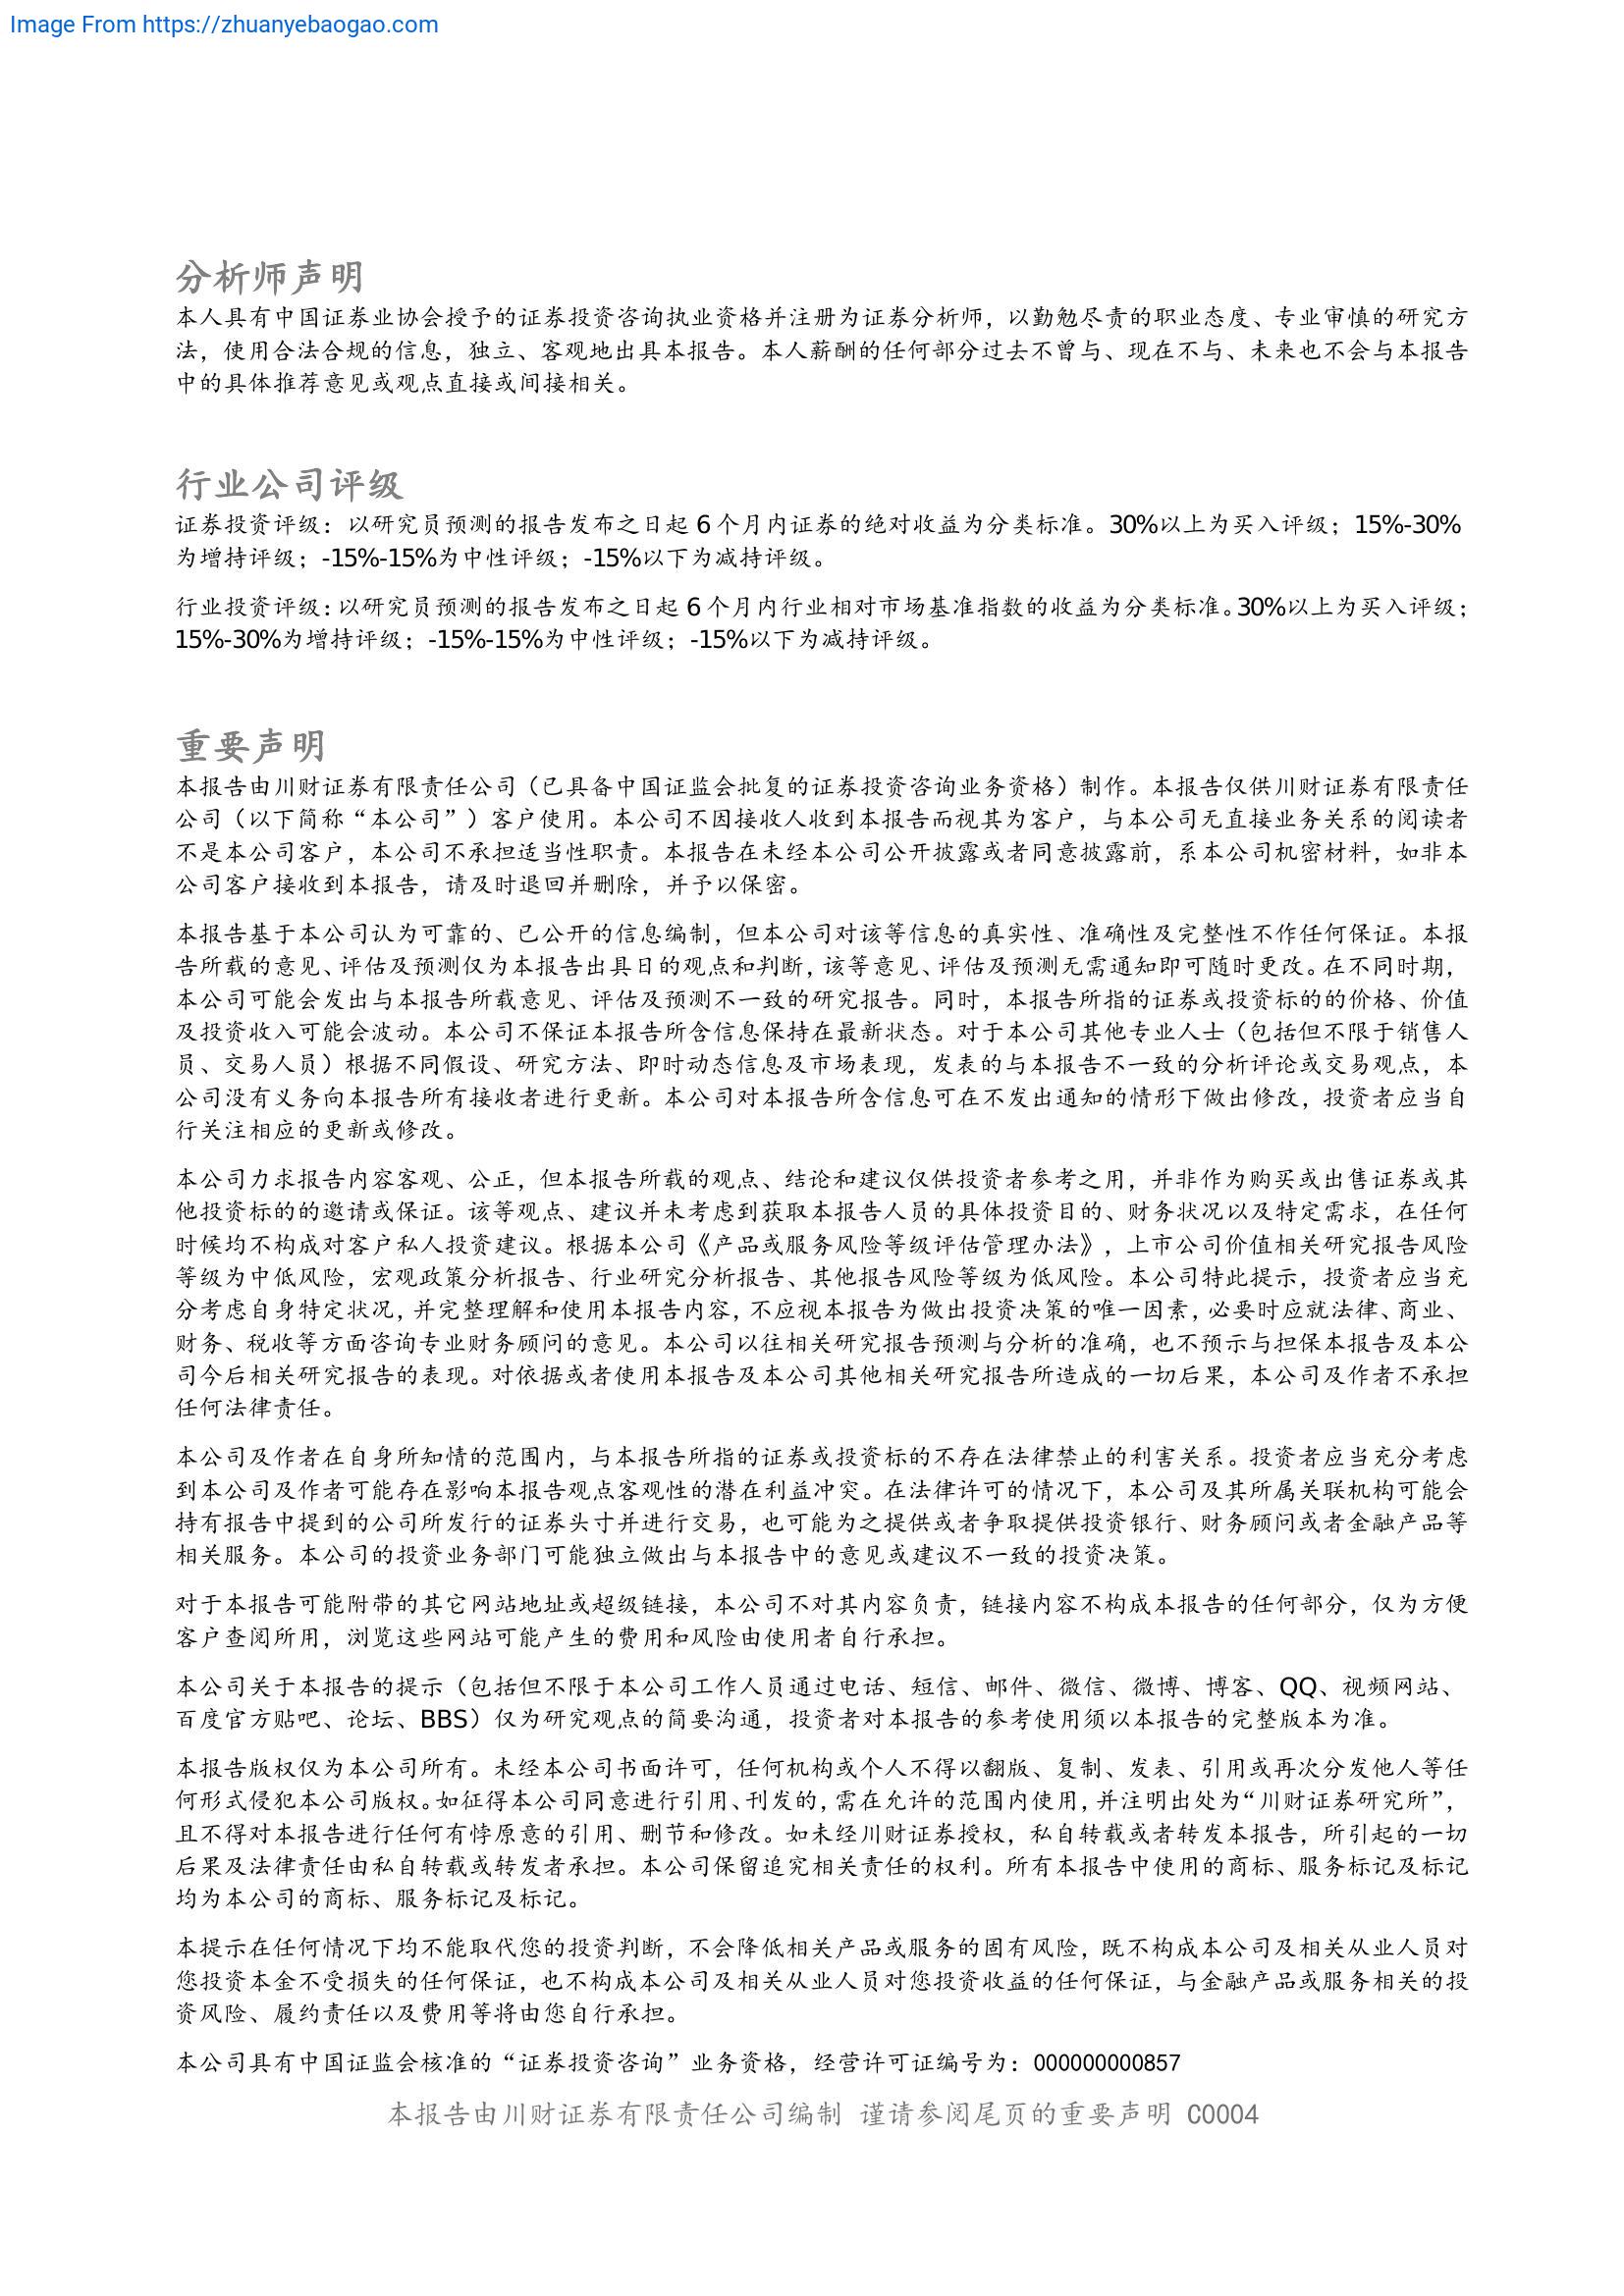 Image From https://zhuanyebaogao.com
分析师声明
本人具有中国证券业协会授予的证券投资咨询执业资格并注册为证券分析师，以勤勉尽责的职业态度、专业审慎的研究方
法，使用合法合规的信息，独立、客观地出具本报告。本人薪酬的任何部分过去不曾与、现在不与、未来也不会与本报告
中的具体推荐意见或观点直接或间接相关。
行业公司评级
证券投资评级：以研究员预测的报告发布之日起 6 个月内证券的绝对收益为分类标准。30%以上为买入评级；15%-30%
为增持评级；-15%-15%为中性评级；-15%以下为减持评级。
行业投资评级：以研究员预测的报告发布之日起 6 个月内行业相对市场基准指数的收益为分类标准。30%以上为买入评级；
15%-30%为增持评级；-15%-15%为中性评级；-15%以下为减持评级。
重要声明
本报告由川财证券有限责任公司（已具备中国证监会批复的证券投资咨询业务资格）制作。本报告仅供川财证券有限责任
公司（以下简称“本公司”）客户使用。本公司不因接收人收到本报告而视其为客户，与本公司无直接业务关系的阅读者
不是本公司客户，本公司不承担适当性职责。本报告在未经本公司公开披露或者同意披露前，系本公司机密材料，如非本
公司客户接收到本报告，请及时退回并删除，并予以保密。
本报告基于本公司认为可靠的、已公开的信息编制，但本公司对该等信息的真实性、准确性及完整性不作任何保证。本报
告所载的意见、评估及预测仅为本报告出具日的观点和判断，该等意见、评估及预测无需通知即可随时更改。在不同时期，
本公司可能会发出与本报告所载意见、评估及预测不一致的研究报告。同时，本报告所指的证券或投资标的的价格、价值
及投资收入可能会波动。本公司不保证本报告所含信息保持在最新状态。对于本公司其他专业人士（包括但不限于销售人
员、交易人员）根据不同假设、研究方法、即时动态信息及市场表现，发表的与本报告不一致的分析评论或交易观点，本
公司没有义务向本报告所有接收者进行更新。本公司对本报告所含信息可在不发出通知的情形下做出修改，投资者应当自
行关注相应的更新或修改。
本公司力求报告内容客观、公正，但本报告所载的观点、结论和建议仅供投资者参考之用，并非作为购买或出售证券或其
他投资标的的邀请或保证。该等观点、建议并未考虑到获取本报告人员的具体投资目的、财务状况以及特定需求，在任何
时候均不构成对客户私人投资建议。根据本公司《产品或服务风险等级评估管理办法》，上市公司价值相关研究报告风险
等级为中低风险，宏观政策分析报告、行业研究分析报告、其他报告风险等级为低风险。本公司特此提示，投资者应当充
分考虑自身特定状况，并完整理解和使用本报告内容，不应视本报告为做出投资决策的唯一因素，必要时应就法律、商业、
财务、税收等方面咨询专业财务顾问的意见。本公司以往相关研究报告预测与分析的准确，也不预示与担保本报告及本公
司今后相关研究报告的表现。对依据或者使用本报告及本公司其他相关研究报告所造成的一切后果，本公司及作者不承担
任何法律责任。
本公司及作者在自身所知情的范围内，与本报告所指的证券或投资标的不存在法律禁止的利害关系。投资者应当充分考虑
到本公司及作者可能存在影响本报告观点客观性的潜在利益冲突。在法律许可的情况下，本公司及其所属关联机构可能会
持有报告中提到的公司所发行的证券头寸并进行交易，也可能为之提供或者争取提供投资银行、财务顾问或者金融产品等
相关服务。本公司的投资业务部门可能独立做出与本报告中的意见或建议不一致的投资决策。
对于本报告可能附带的其它网站地址或超级链接，本公司不对其内容负责，链接内容不构成本报告的任何部分，仅为方便
客户查阅所用，浏览这些网站可能产生的费用和风险由使用者自行承担。
本公司关于本报告的提示（包括但不限于本公司工作人员通过电话、短信、邮件、微信、微博、博客、QQ、视频网站、
百度官方贴吧、论坛、BBS）仅为研究观点的简要沟通，投资者对本报告的参考使用须以本报告的完整版本为准。
本报告版权仅为本公司所有。未经本公司书面许可，任何机构或个人不得以翻版、复制、发表、引用或再次分发他人等任
何形式侵犯本公司版权。如征得本公司同意进行引用、刊发的，需在允许的范围内使用，并注明出处为“川财证券研究所”，
且不得对本报告进行任何有悖原意的引用、删节和修改。如未经川财证券授权，私自转载或者转发本报告，所引起的一切
后果及法律责任由私自转载或转发者承担。本公司保留追究相关责任的权利。所有本报告中使用的商标、服务标记及标记
均为本公司的商标、服务标记及标记。
本提示在任何情况下均不能取代您的投资判断，不会降低相关产品或服务的固有风险，既不构成本公司及相关从业人员对
您投资本金不受损失的任何保证，也不构成本公司及相关从业人员对您投资收益的任何保证，与金融产品或服务相关的投
资风险、履约责任以及费用等将由您自行承担。
本公司具有中国证监会核准的“证券投资咨询”业务资格，经营许可证编号为：000000000857
本报告由川财证券有限责任公司编制 谨请参阅尾页的重要声明 C0004